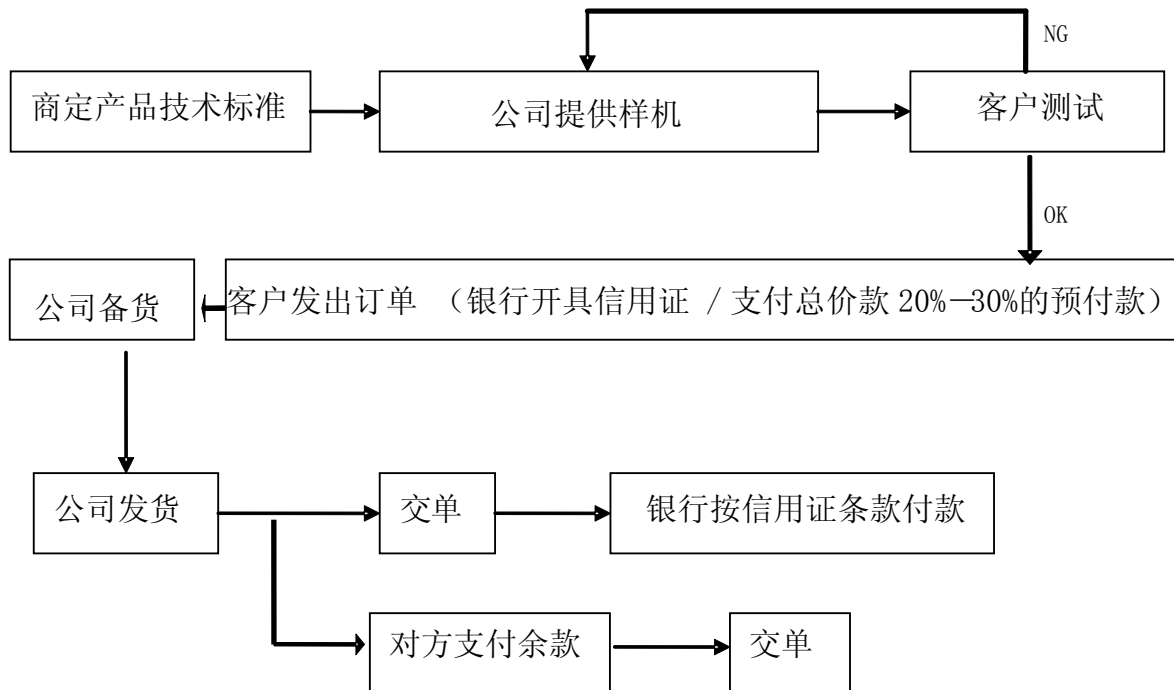 NG
商定产品技术标准
公司提供样机
客户测试
OK
公司备货
客户发出订单 （银行开具信用证 / 支付总价款 20%—30%的预付款）
公司发货
交单
银行按信用证条款付款
对方支付余款
交单